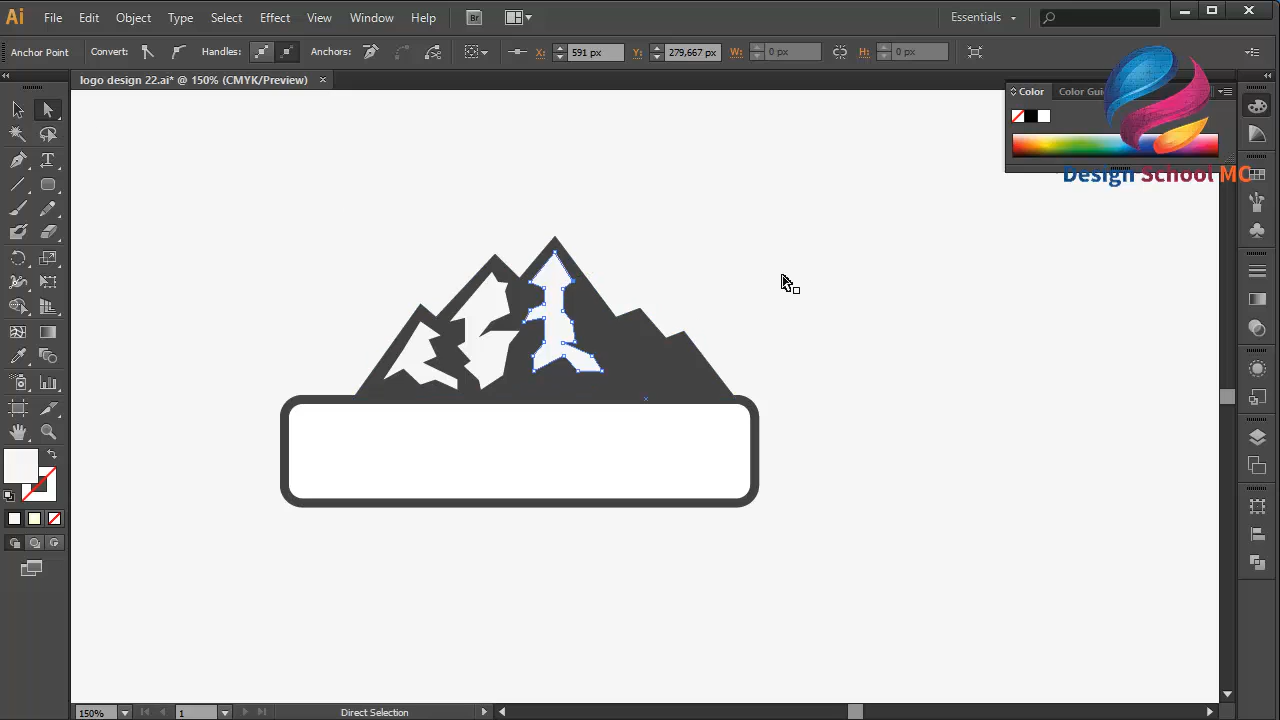 Ai File Edit Object Type Select Effect View Window Help Br Essentials
Anchor Point Convert: Handles: Anchors: X: 591 px Y: 279,667 px W: 0 px H: 0 px
logo design 22.ai* @ 150% (CMYK/Preview) ×
Color Color Gui
Design School MC
150% 1 Direct Selection